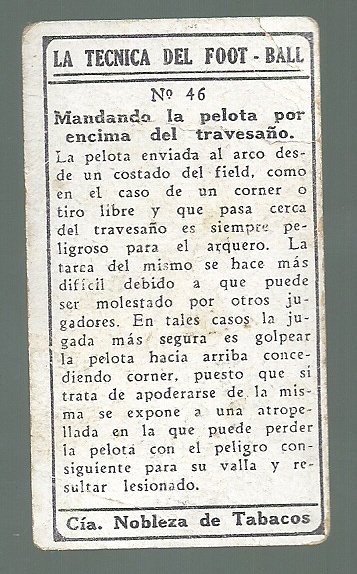 LA TECNICA DEL FOOT - BALL
Nº 46
Mandando la pelota por
encima del travesaño.
La pelota enviada al arco des-
de un costado del field, como
en el caso de un corner o
tiro libre y que pasa cerca
del travesaño es siempre pe-
ligroso para el arquero. La
tarea del mismo se hace más
difícil debido a que puede
ser molestado por otros ju-
gadores. En tales casos la ju-
gada más segura es golpear
la pelota hacia arriba conce-
diendo corner, puesto que si
trata de apoderarse de la mis-
ma se expone a una atrope-
llada en la que puede perder
la pelota con el peligro con-
siguiente para su valla y re-
sultar lesionado.
Cía. Nobleza de Tabacos